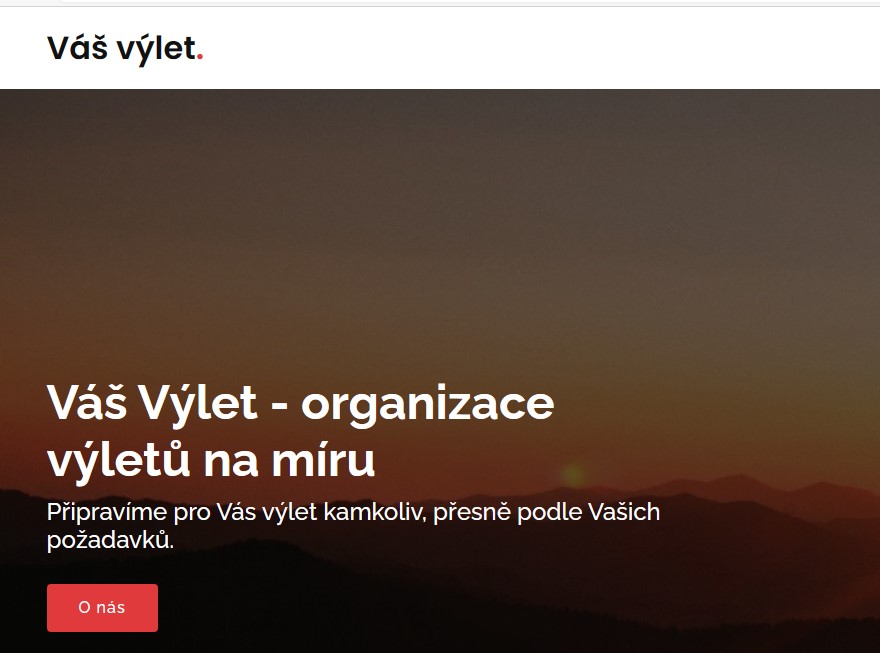 Váš výlet.
Váš Výlet - organizace
výletů na míru
Připravíme pro Vás výlet kamkoliv, přesně podle Vašich
požadavků.
O nás